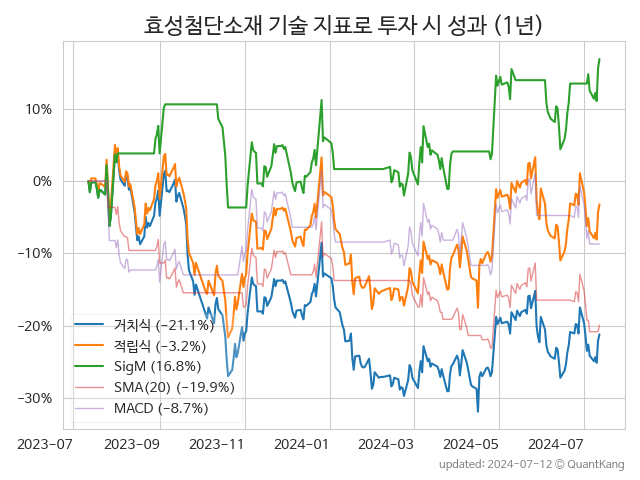 효성첨단소재 기술 지표로 투자 시 성과 (1년)
10%
0%
−10%
−20%
−30%
거치식 (−21.1%)
적립식 (−3.2%)
SigM (16.8%)
SMA(20) (−19.9%)
MACD (−8.7%)
2023-07 2023-09 2023-11 2024-01 2024-03 2024-05 2024-07
updated: 2024-07-12 © QuantKang